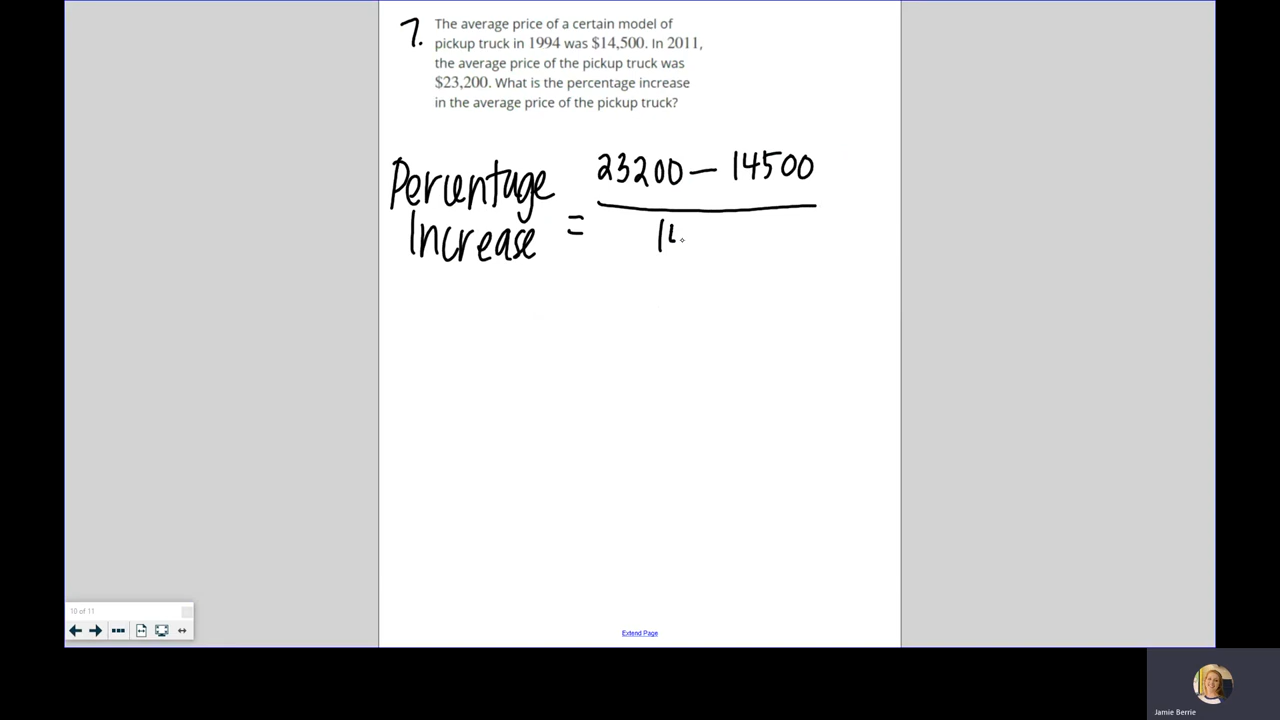 7. The average price of a certain model of
pickup truck in 1994 was $14,500. In 2011,
the average price of the pickup truck was
$23,200. What is the percentage increase
in the average price of the pickup truck?
Percentage
Increase
=
23200 — 14500
14
10 of 11
Extend Page
Jamie Berrie